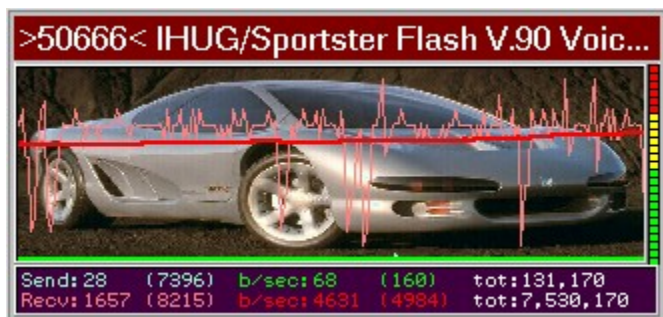 >50666< IHUG/Sportster Flash V.90 Voic...
Send:28 (7396) b/sec:68 (160) tot:131,170
Recv:1657 (8215) b/sec:4631 (4984) tot:7,530,170